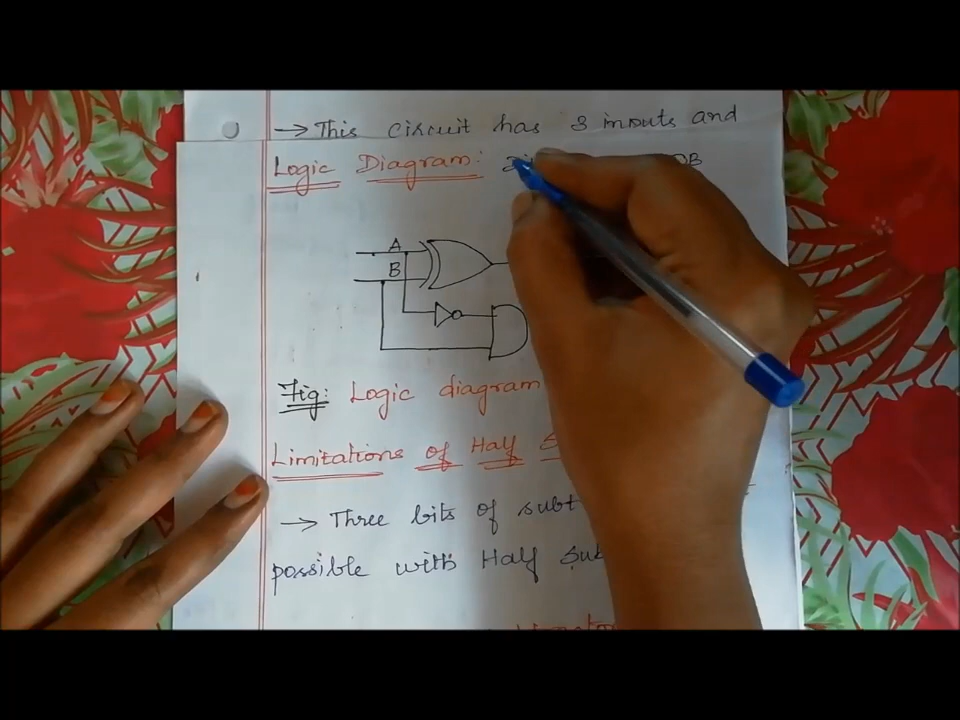 → This circuit has 3 inputs and
Logic Diagram:
A
B
Fig: Logic diagram
Limitations of Half
→ Three bits of subt
possible with Half Sub